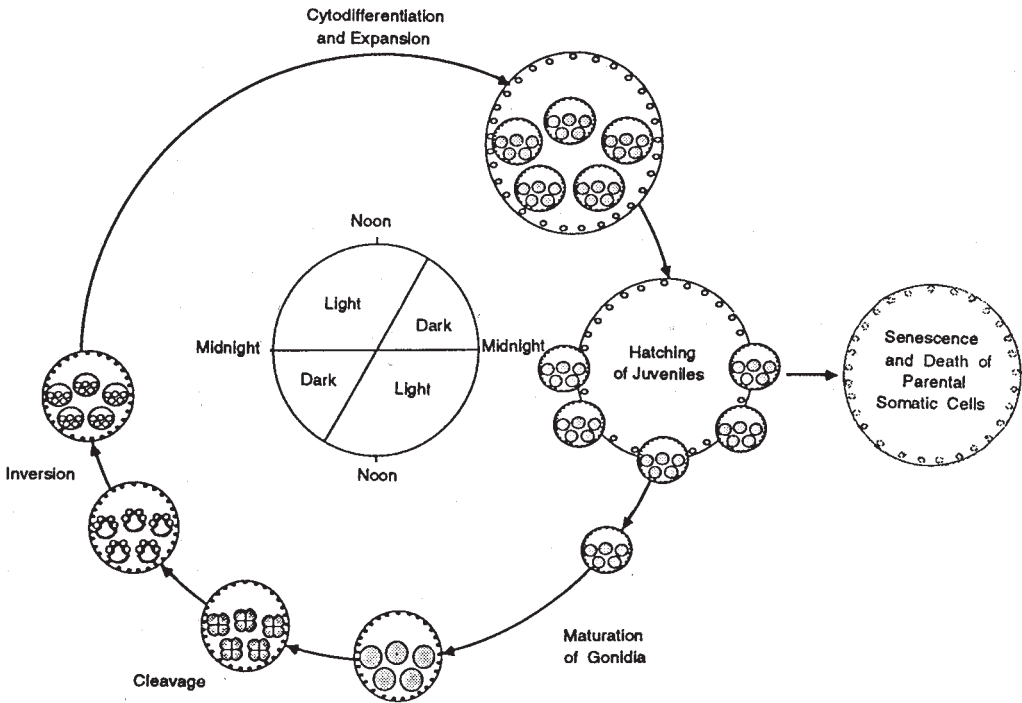 Cytodifferentiation
and Expansion
Noon
Light
Dark
Midnight
Midnight
Dark
Light
Noon
Hatching
of Juveniles
Senescence
and Death of
Parental
Somatic Cells
Inversion
Cleavage
Maturation
of Gonidia